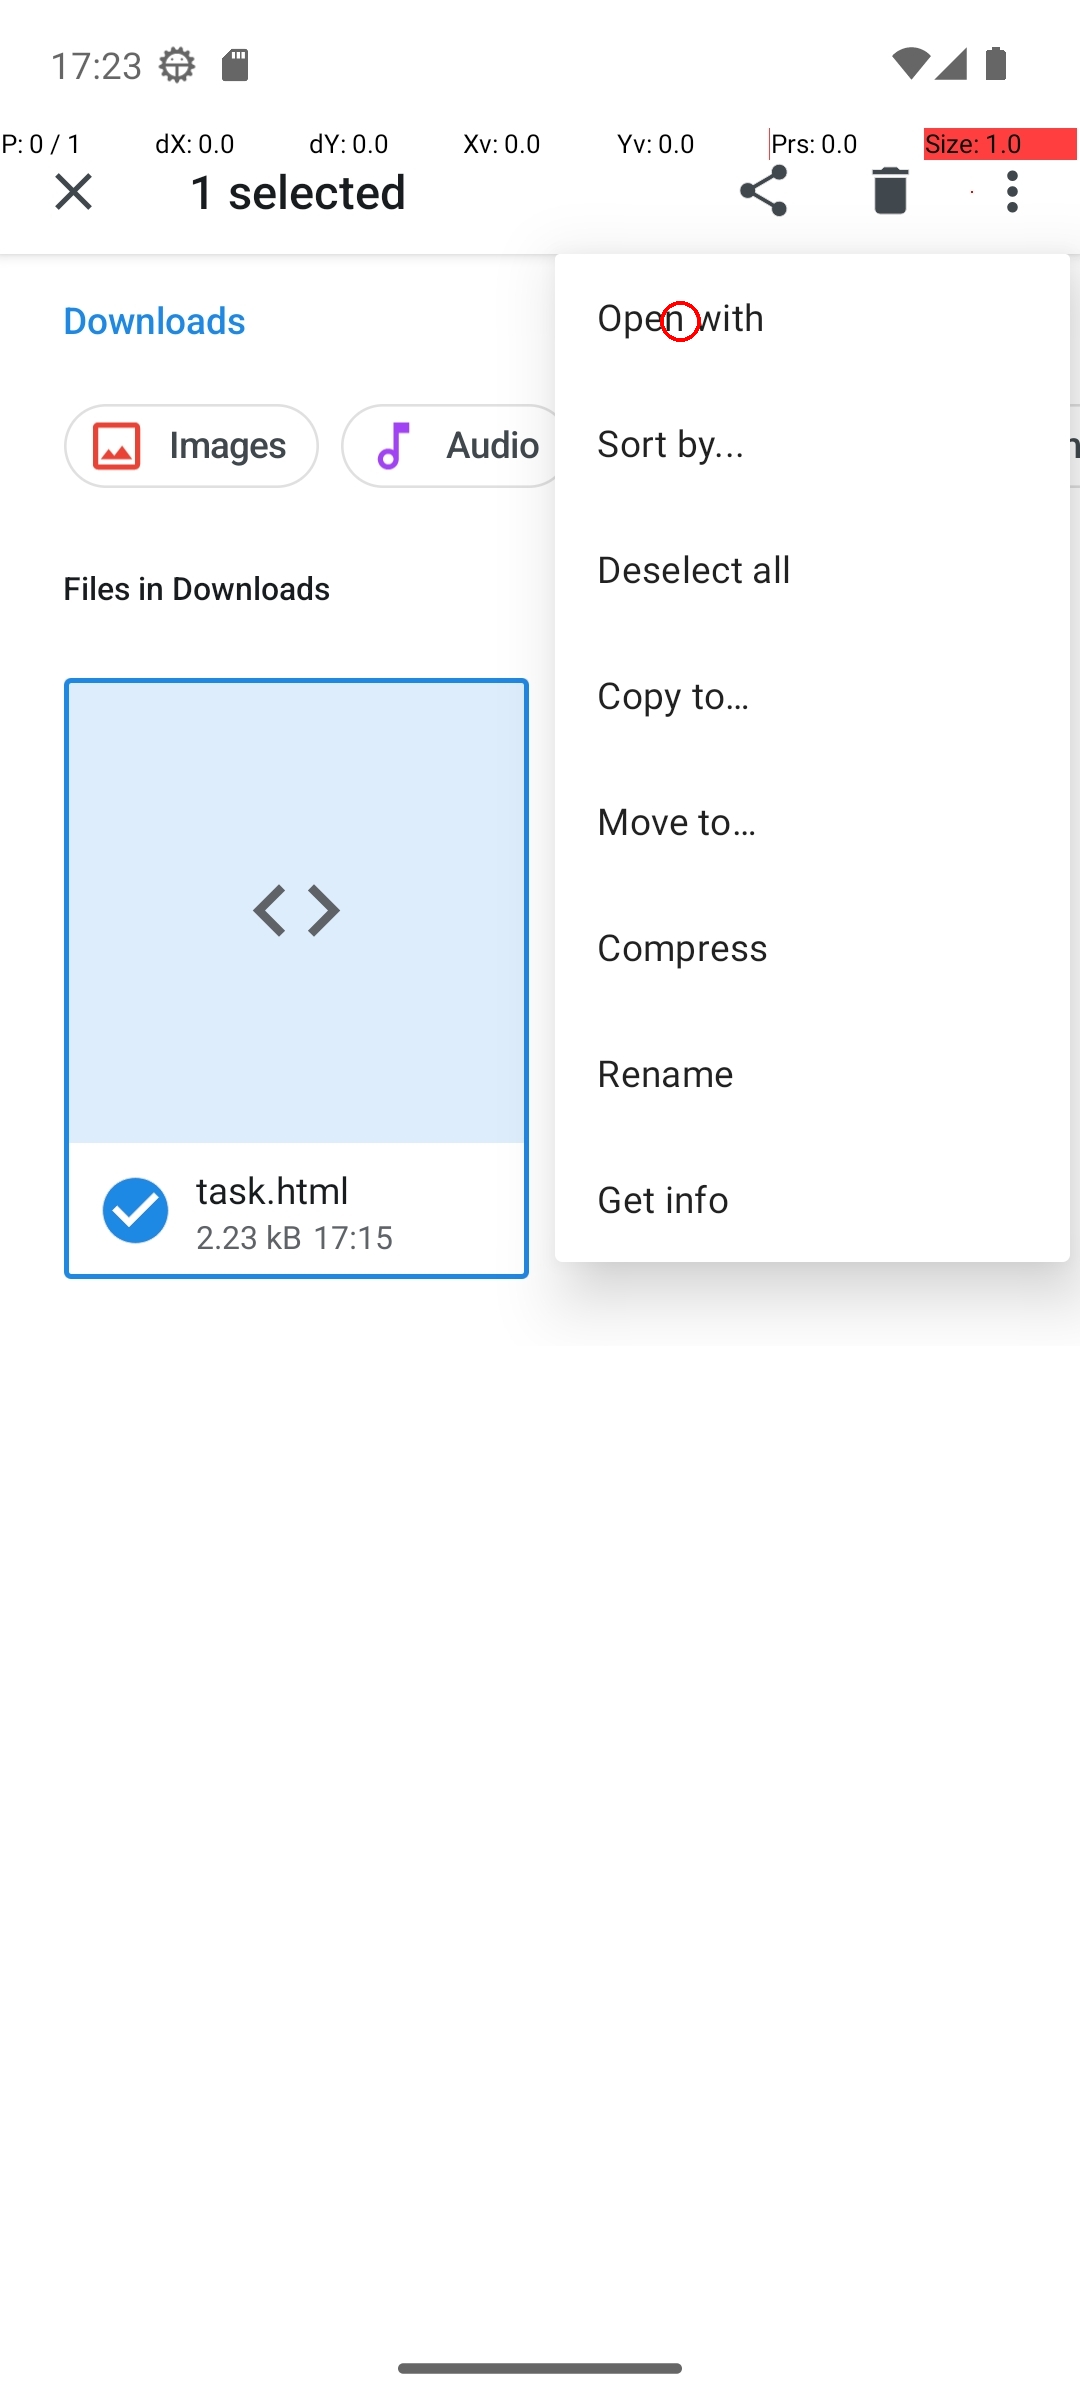 17:23
P: 0 / 1 dX: 0.0 dY: 0.0 Xv: 0.0 Yv: 0.0 Prs: 0.0 Size: 1.0
1 selected
Downloads
Images
Audio
Files in Downloads
task.html
2.23 kB 17:15
Open with
Sort by...
Deselect all
Copy to…
Move to…
Compress
Rename
Get info